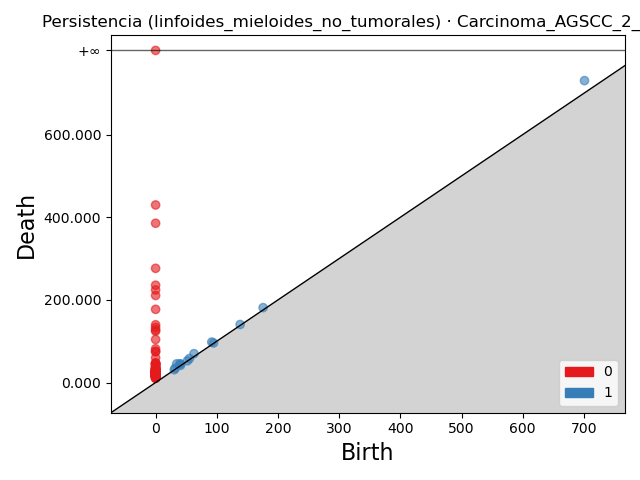 Persistencia (linfoides_mieloides_no_tumorales) · Carcinoma_AGSCC_2_
+∞
600.000
400.000
200.000
0.000
Death
0
1
0 100 200 300 400 500 600 700
Birth